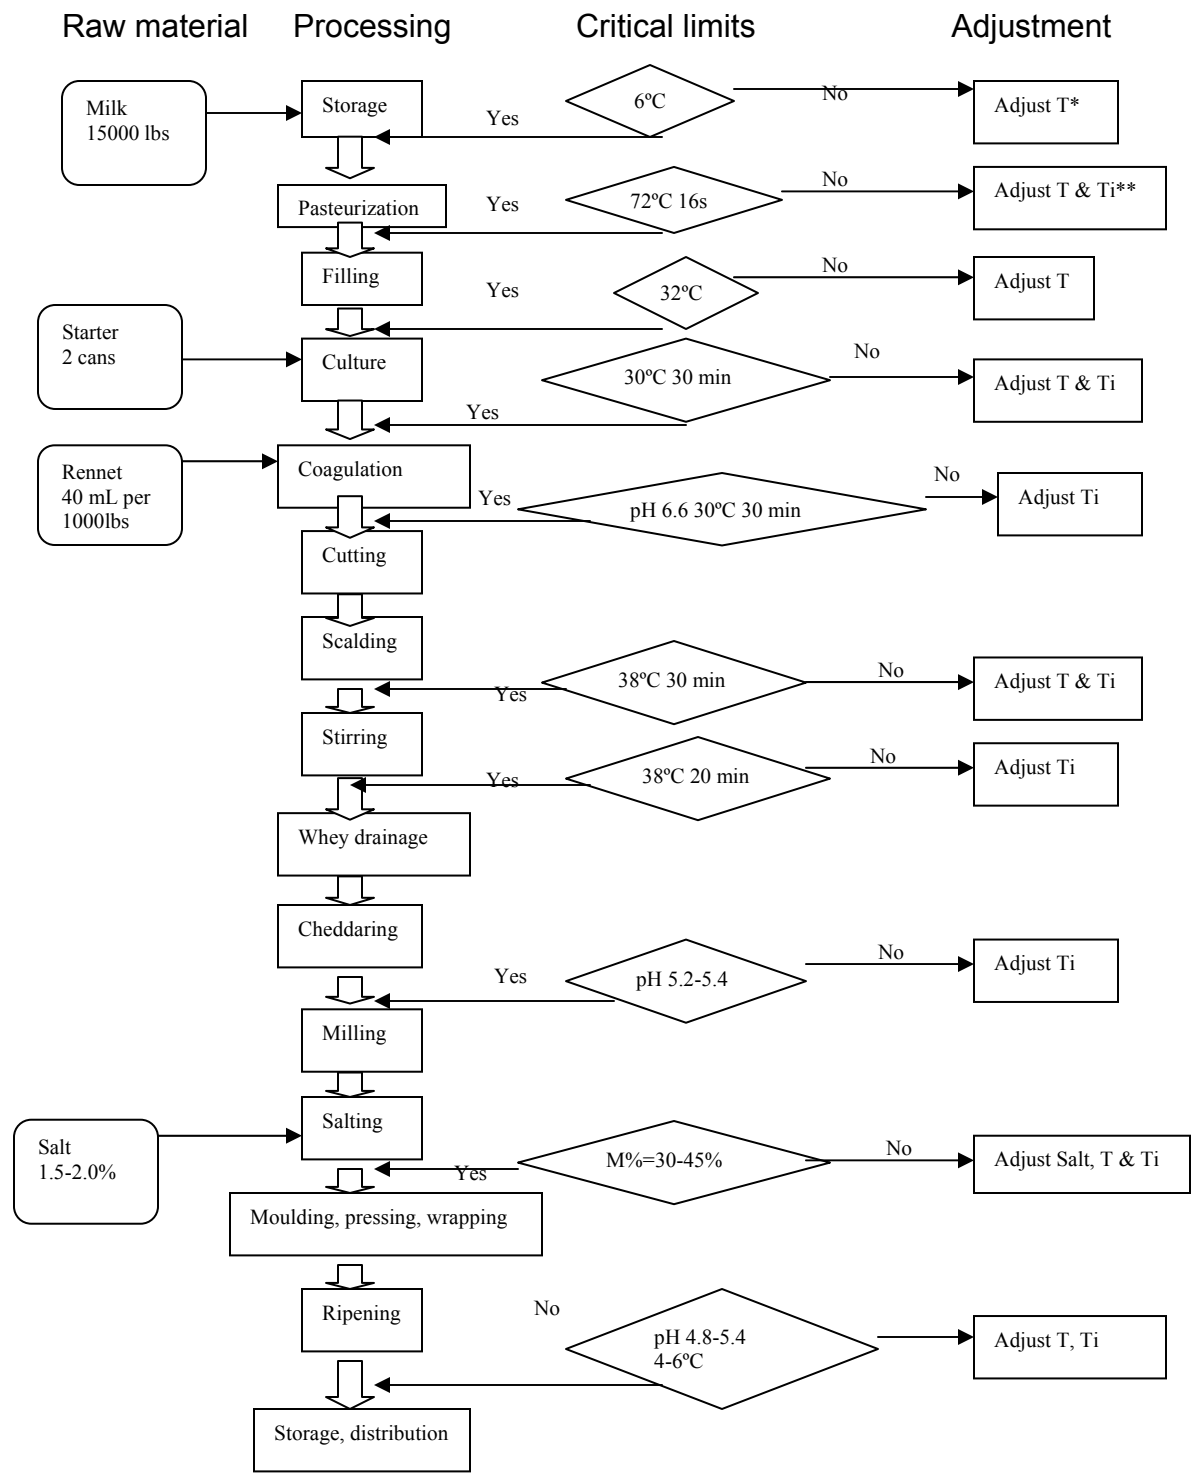 Raw material Processing Critical limits Adjustment
Milk
15000 lbs
Storage
6ºC
Yes
No
Adjust T*
Pasteurization
72ºC 16s
Yes
No
Adjust T & Ti**
Filling
32ºC
Yes
No
Adjust T
Starter
2 cans
Culture
30ºC 30 min
Yes
No
Adjust T & Ti
Rennet
40 mL per
1000lbs
Coagulation
pH 6.6 30ºC 30 min
Yes
No
Adjust Ti
Cutting
Scalding
38ºC 30 min
Yes
No
Adjust T & Ti
Stirring
38ºC 20 min
Yes
No
Adjust Ti
Whey drainage
Cheddaring
pH 5.2-5.4
Yes
No
Adjust Ti
Milling
Salt
1.5-2.0%
Salting
M%=30-45%
Yes
No
Adjust Salt, T & Ti
Moulding, pressing, wrapping
Ripening
No
pH 4.8-5.4
4-6ºC
Adjust T, Ti
Storage, distribution